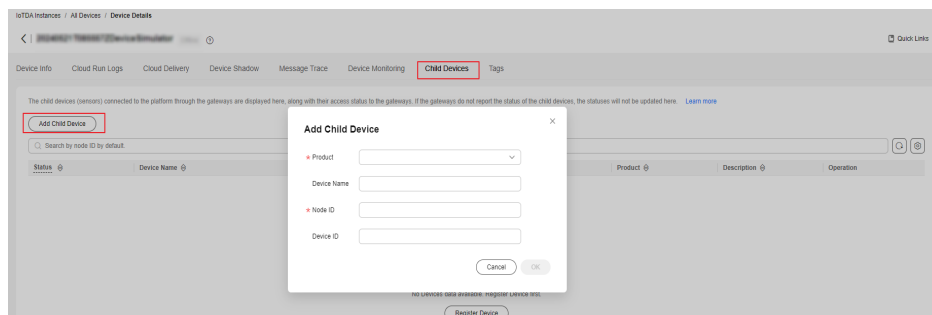 IoTDA Instances / All Devices / Device Details
Quick Links
Device Info Cloud Run Logs Cloud Delivery Device Shadow Message Trace Device Monitoring Child Devices Tags
The child devices (sensors) connected to the platform through the gateways are displayed here, along with their access status to the gateways. If the gateways do not report the status of the child devices, the statuses will not be updated here. Learn more
Add Child Device
Search by node ID by default.
Status Device Name Product Description Operation
Add Child Device
* Product
Device Name
* Node ID
Device ID
Cancel OK
No Devices data available. Register Device first.
Register Device